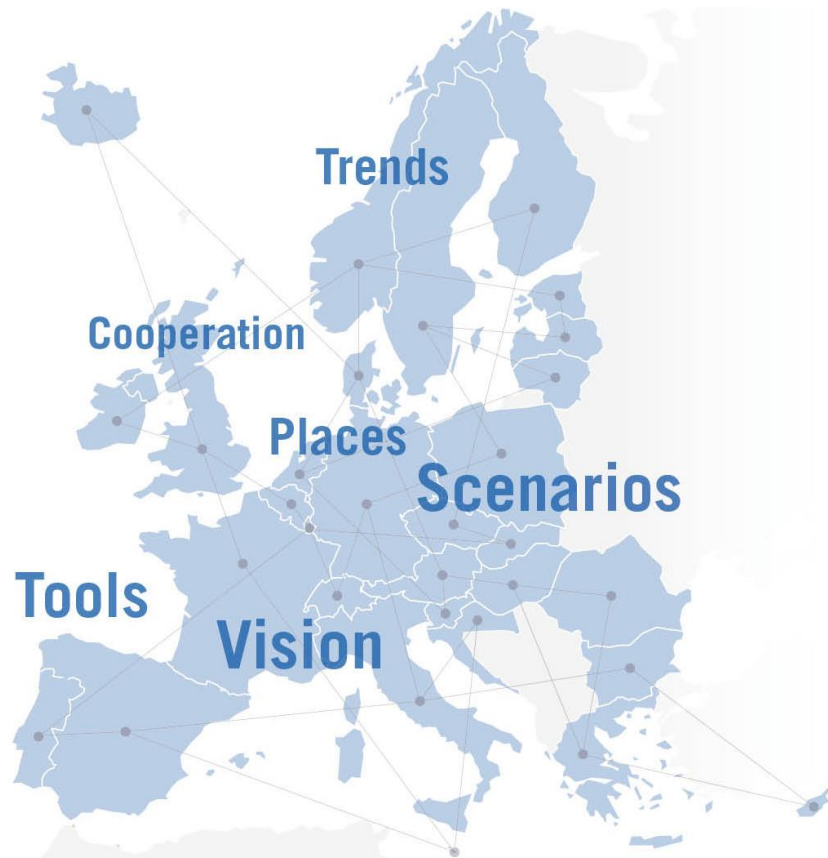 Trends
Cooperation
Places
Scenarios
Tools
Vision